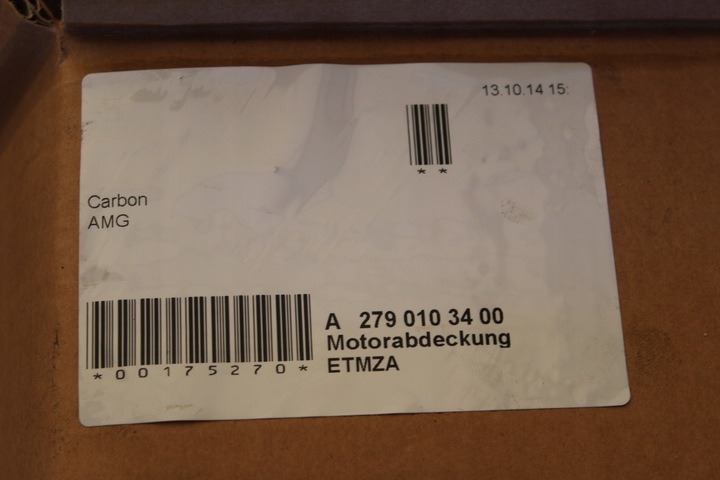 13.10.14 15:
* *
Carbon
AMG
A 279 010 34 00
Motorabdeckung
ETMZA
*00175270*